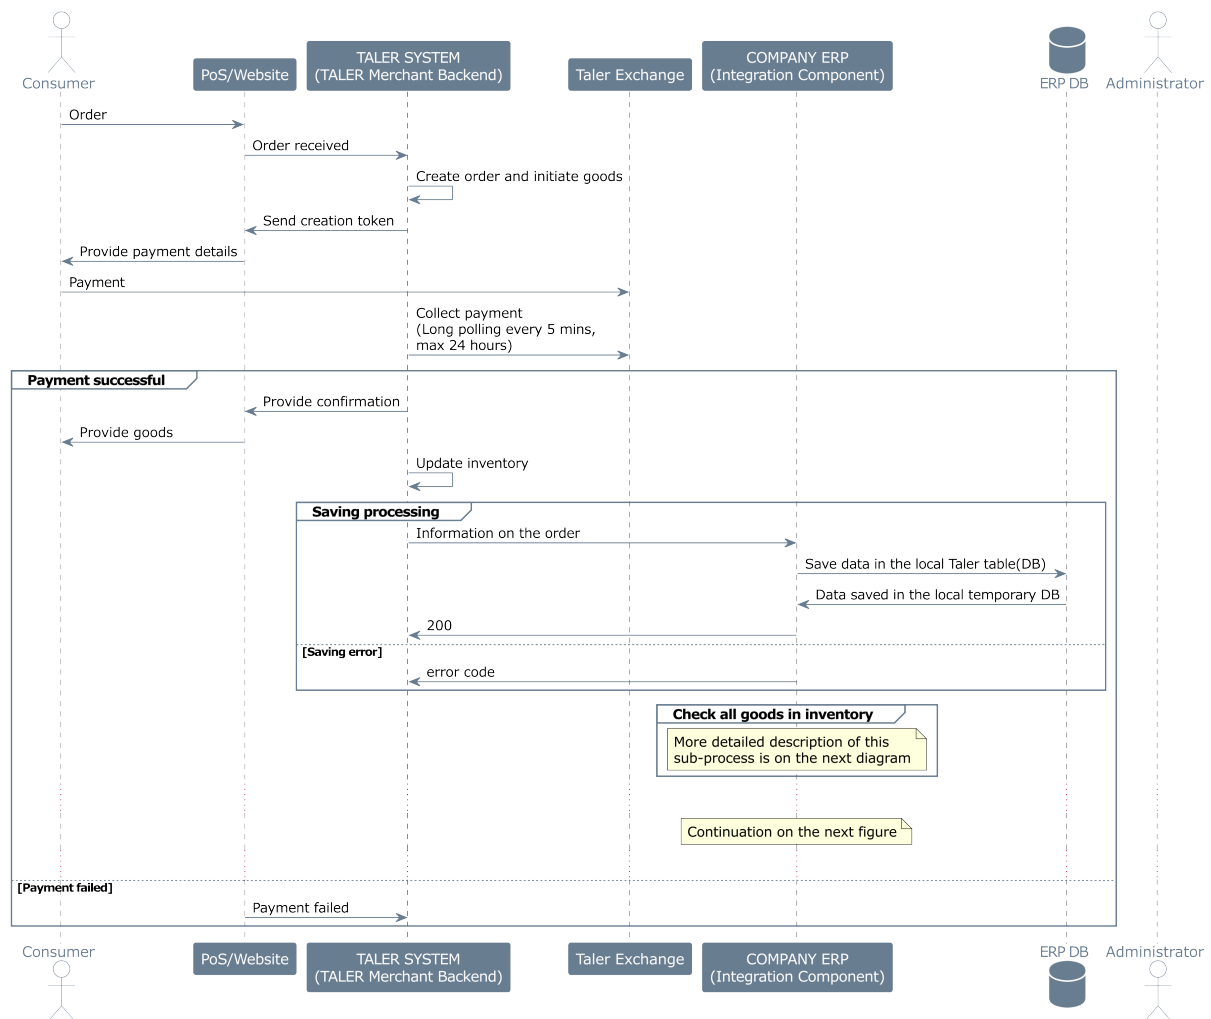 Consumer
PoS/Website
TALER SYSTEM
(TALER Merchant Backend)
Taler Exchange
COMPANY ERP
(Integration Component)
ERP DB
Administrator
Order
Order received
Create order and initiate goods
Send creation token
Provide payment details
Payment
Collect payment
(Long polling every 5 mins,
max 24 hours)
Payment successful
Provide confirmation
Provide goods
Update inventory
Saving processing
Information on the order
Save data in the local Taler table(DB)
Data saved in the local temporary DB
200
[Saving error]
error code
Check all goods in inventory
More detailed description of this
sub-process is on the next diagram
Continuation on the next figure
[Payment failed]
Payment failed
Consumer
PoS/Website
TALER SYSTEM
(TALER Merchant Backend)
Taler Exchange
COMPANY ERP
(Integration Component)
ERP DB
Administrator